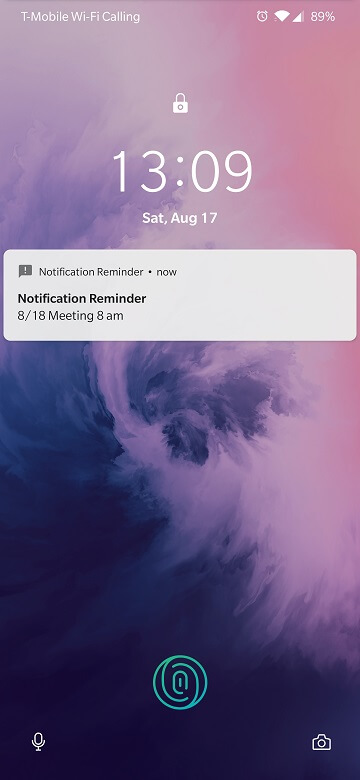 T-Mobile Wi-Fi Calling 89%
13:09
Sat, Aug 17
Notification Reminder • now
Notification Reminder
8/18 Meeting 8 am